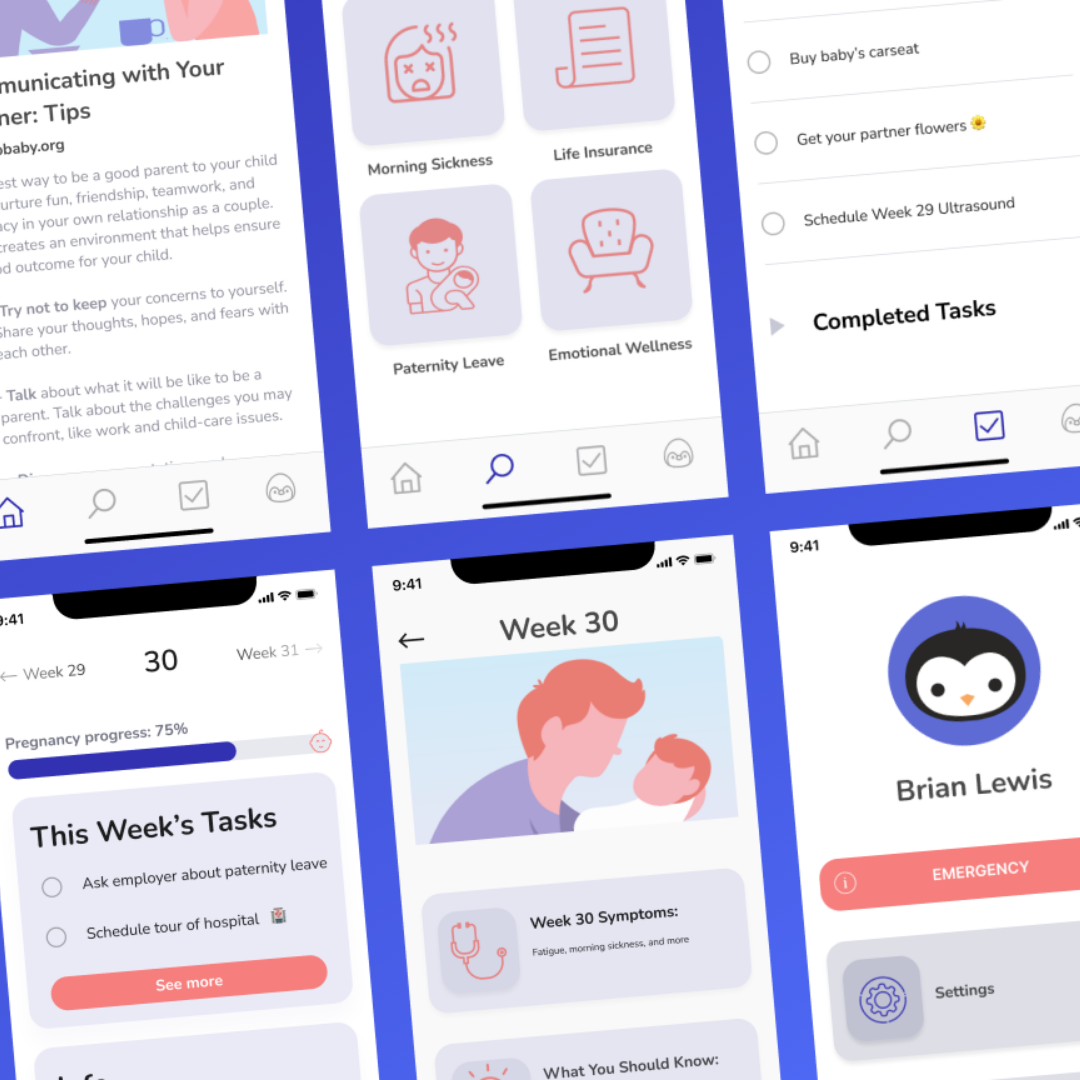 municating with Your
ner: Tips
obaby.org
est way to be a good parent to your child
urture fun, friendship, teamwork, and
acy in your own relationship as a couple.
creates an environment that helps ensure
d outcome for your child.
Try not to keep your concerns to yourself.
Share your thoughts, hopes, and fears with
each other.
- Talk about what it will be like to be a
parent. Talk about the challenges you may
confront, like work and child-care issues.
Morning Sickness
Life Insurance
Paternity Leave
Emotional Wellness
Buy baby's carseat
Get your partner flowers 🌼
Schedule Week 29 Ultrasound
Completed Tasks
9:41
← Week 29
30
Week 31 →
Pregnancy progress: 75%
This Week's Tasks
Ask employer about paternity leave
Schedule tour of hospital 🏥
See more
9:41
← Week 30
Week 30 Symptoms:
Fatigue, morning sickness, and more
What You Should Know:
9:41
Brian Lewis
EMERGENCY
Settings